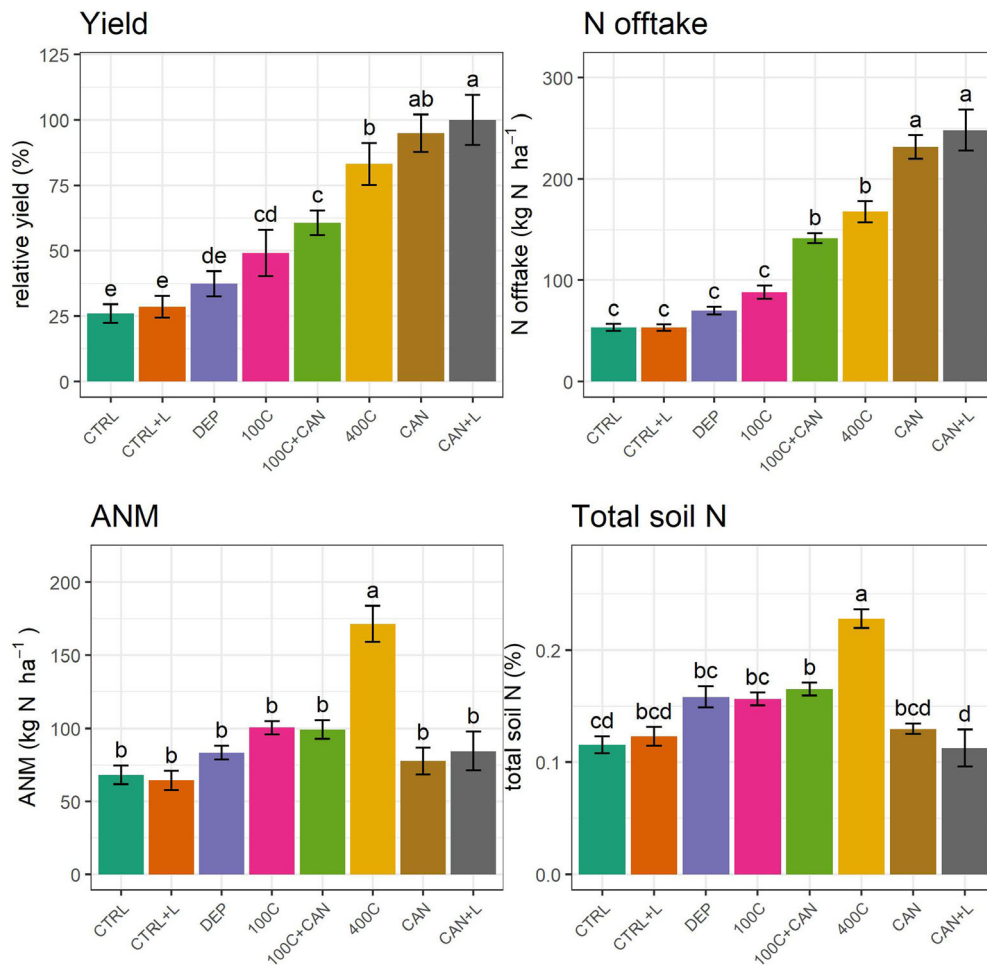 Yield
relative yield (%)
125
100
75
50
25
0
e
e
de
cd
c
b
ab
a
CTRL
CTRL+L
DEP
100C
100C+CAN
400C
CAN
CAN+L
N offtake
N offtake (kg N ha⁻¹ )
300
200
100
0
c
c
c
c
b
b
a
a
CTRL
CTRL+L
DEP
100C
100C+CAN
400C
CAN
CAN+L
ANM
ANM (kg N ha⁻¹ )
200
150
100
50
0
b
b
b
b
b
a
b
b
CTRL
CTRL+L
DEP
100C
100C+CAN
400C
CAN
CAN+L
Total soil N
total soil N (%)
0.2
0.1
0.0
cd
bcd
bc
bc
b
a
bcd
d
CTRL
CTRL+L
DEP
100C
100C+CAN
400C
CAN
CAN+L